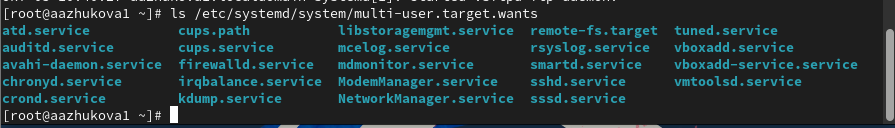 [root@aazhukova1 ~]# ls /etc/systemd/system/multi-user.target.wants
atd.service cups.path libstoragemgmt.service remote-fs.target tuned.service
auditd.service cups.service mcelog.service rsyslog.service vboxadd.service
avahi-daemon.service firewalld.service mdmonitor.service smartd.service vboxadd-service.service
chronyd.service irqbalance.service ModemManager.service sshd.service vmtoolsd.service
crond.service kdump.service NetworkManager.service sssd.service
[root@aazhukova1 ~]#